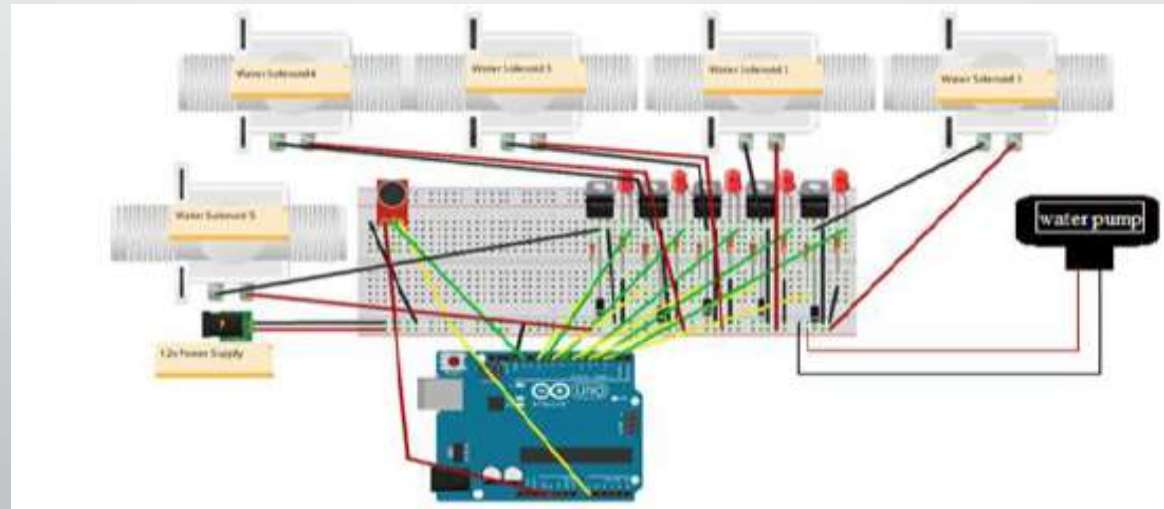 Water Solenoid 4
Water Solenoid 3
Water Solenoid
Water Solenoid 1
Water Solenoid 5
water pump
12v Power Supply
UNO